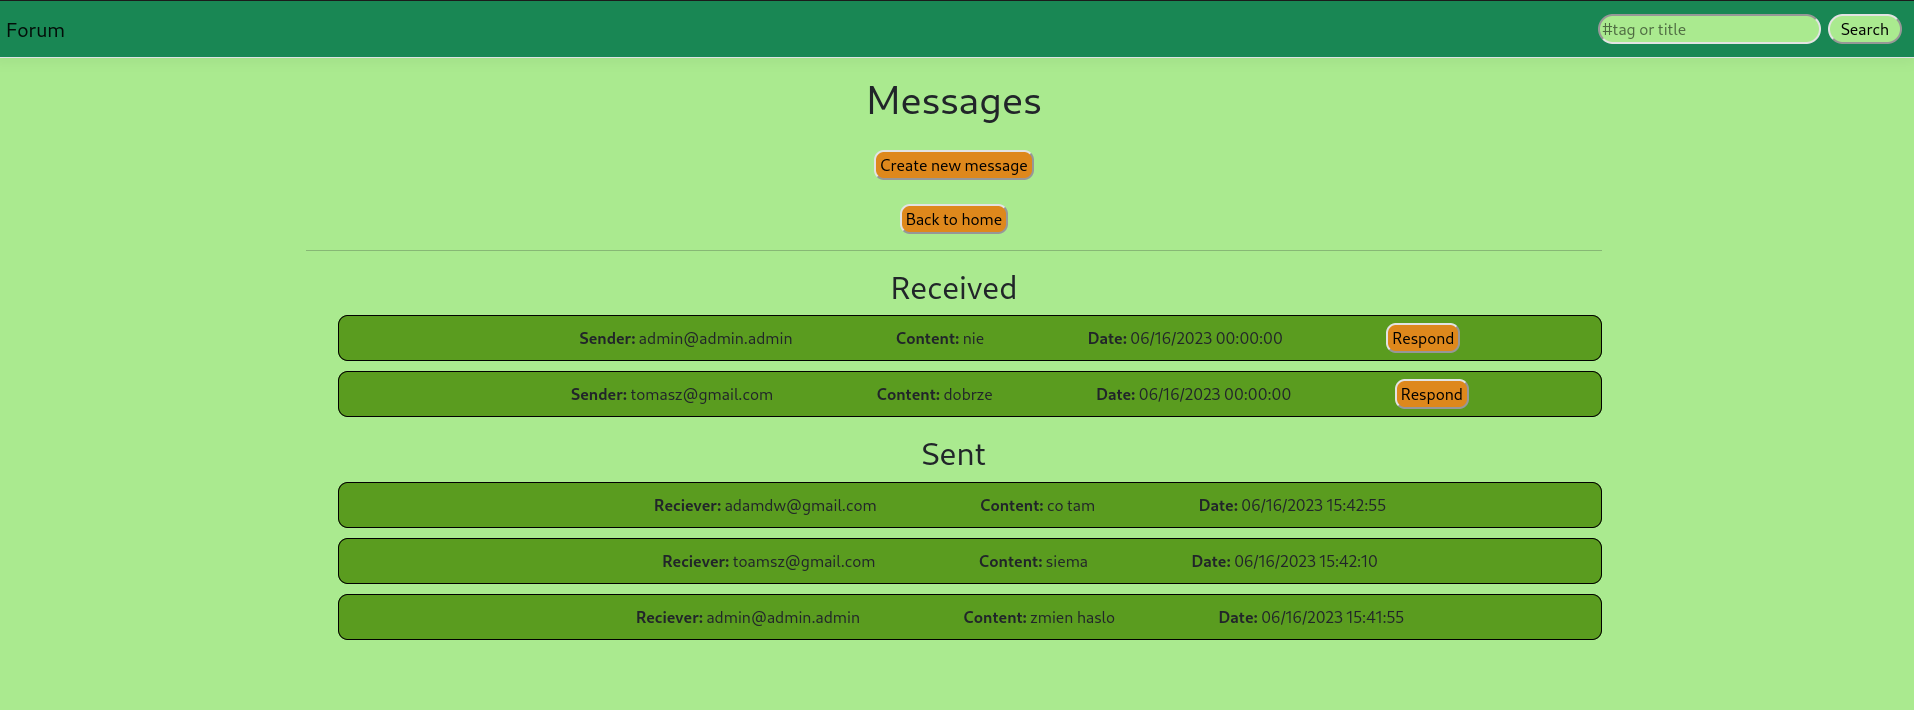 Forum #tag or title Search
Messages
Create new message
Back to home
Received
Sender: admin@admin.admin Content: nie Date: 06/16/2023 00:00:00 Respond
Sender: tomasz@gmail.com Content: dobrze Date: 06/16/2023 00:00:00 Respond
Sent
Reciever: adamdw@gmail.com Content: co tam Date: 06/16/2023 15:42:55
Reciever: toamsz@gmail.com Content: siema Date: 06/16/2023 15:42:10
Reciever: admin@admin.admin Content: zmien haslo Date: 06/16/2023 15:41:55